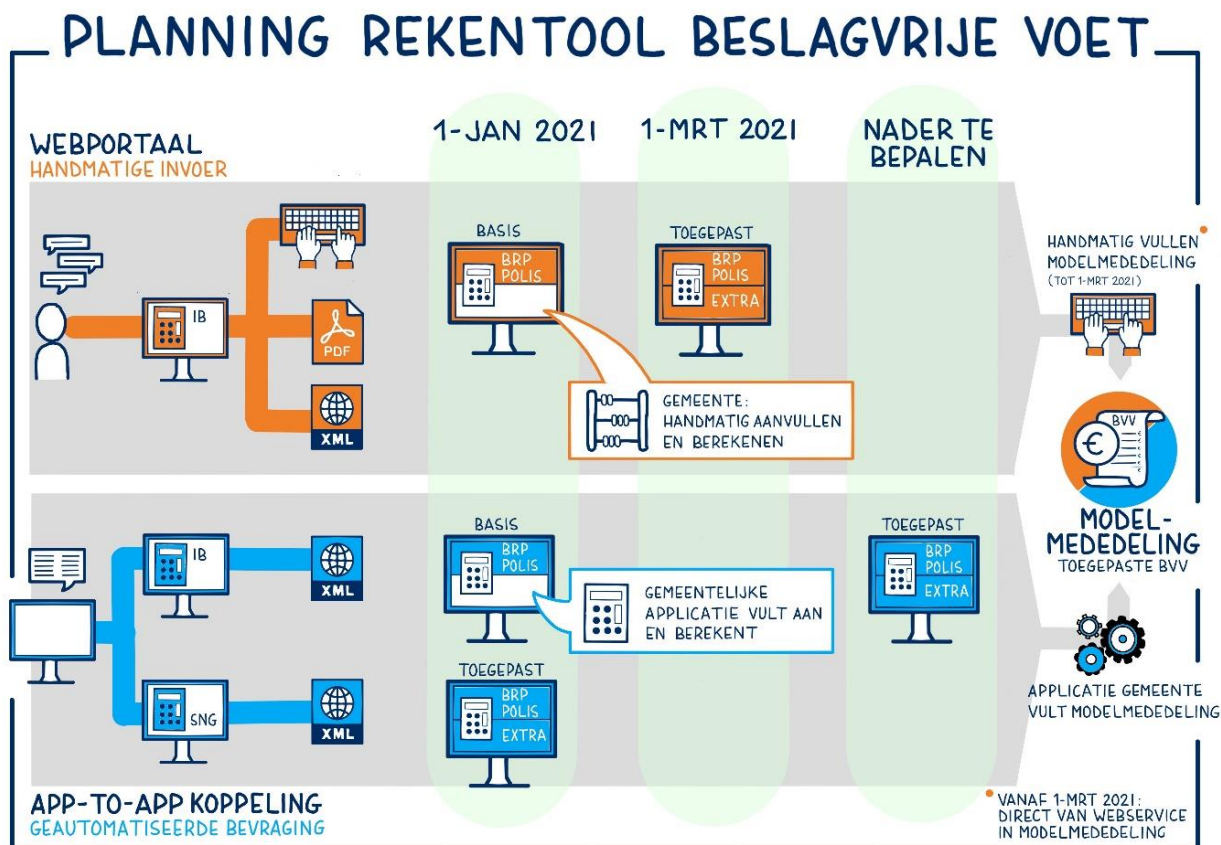 PLANNING REKENTOOL BESLAGVRIJE VOET
WEBPORTAAL
HANDMATIGE INVOER
1-JAN 2021
1-MRT 2021
NADER TE
BEPALEN
IB
PDF
XML
BASIS
BRP
POLIS
TOEGEPAST
BRP
POLIS
EXTRA
GEMEENTE:
HANDMATIG AANVULLEN
EN BEREKENEN
HANDMATIG VULLEN
MODELMEDEDELING
(TOT 1-MRT 2021)
BVV
€
MODEL-
MEDEDELING
TOEGEPASTE BVV
IB
XML
SNG
XML
BASIS
BRP
POLIS
GEMEENTELIJKE
APPLICATIE VULT AAN
EN BEREKENT
TOEGEPAST
BRP
POLIS
EXTRA
TOEGEPAST
BRP
POLIS
EXTRA
APPLICATIE GEMEENTE
VULT MODELMEDEDELING
APP-TO-APP KOPPELING
GEAUTOMATISEERDE BEVRAGING
VANAF 1-MRT 2021:
DIRECT VAN WEBSERVICE
IN MODELMEDEDELING